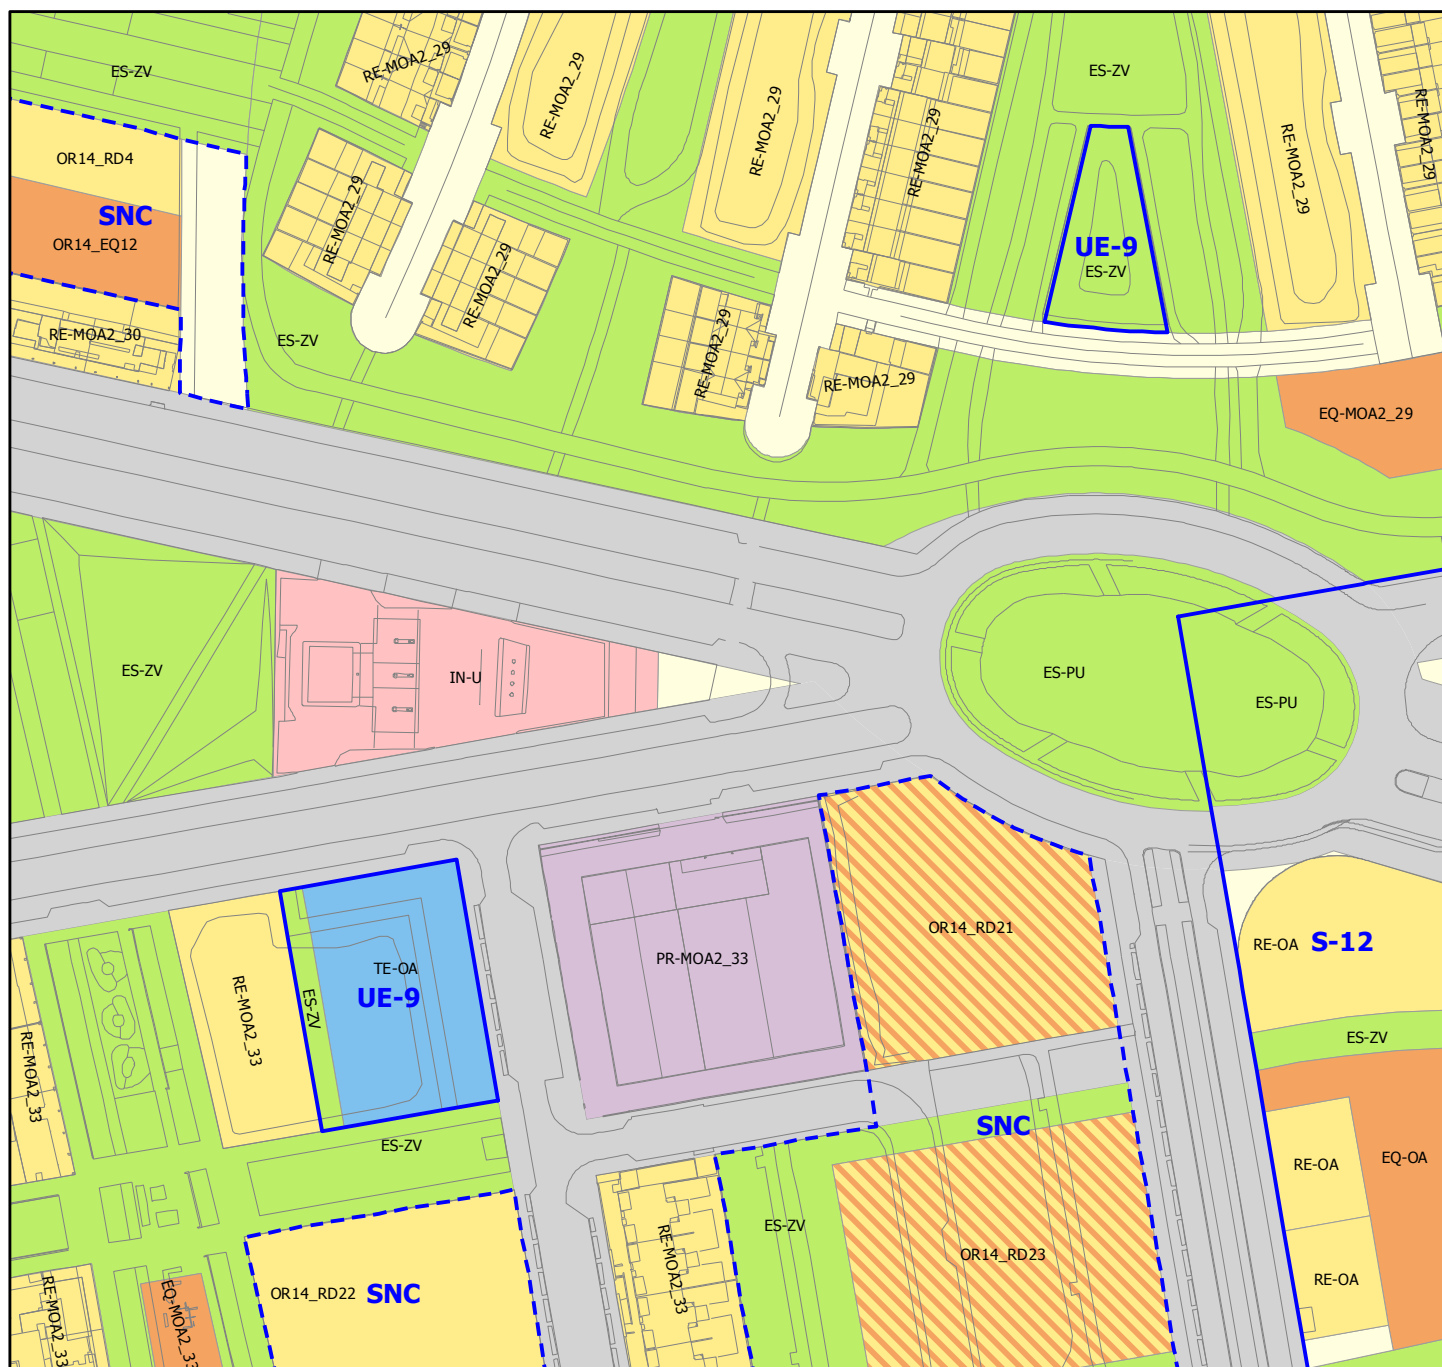 RE-MOA2_29
ES-ZV
RE-MOA2_29
ES-ZV
RE-MOA2_29
RE-MOA2_29
RE-MOA2_29
RE-MOA2_29
OR14_RD4
SNC
OR14_EQ12
RE-MOA2_29
RE-MOA2_29
UE-9
ES-ZV
RE-MOA2_30
ES-ZV
RE-MOA2_29
RE-MOA2_29
EQ-MOA2_29
ES-ZV
IN-U
ES-PU
ES-PU
OR14_RD21
RE-OA
S-12
PR-MOA2_33
TE-OA
UE-9
ES-ZV
RE-MOA2_33
RE-MOA2_33
ES-ZV
SNC
ES-ZV
RE-OA
EQ-OA
ES-ZV
OR14_RD23
RE-MOA2_33
RE-OA
OR14_RD22
SNC
RE-MOA2_33
EQ-MOA2_33